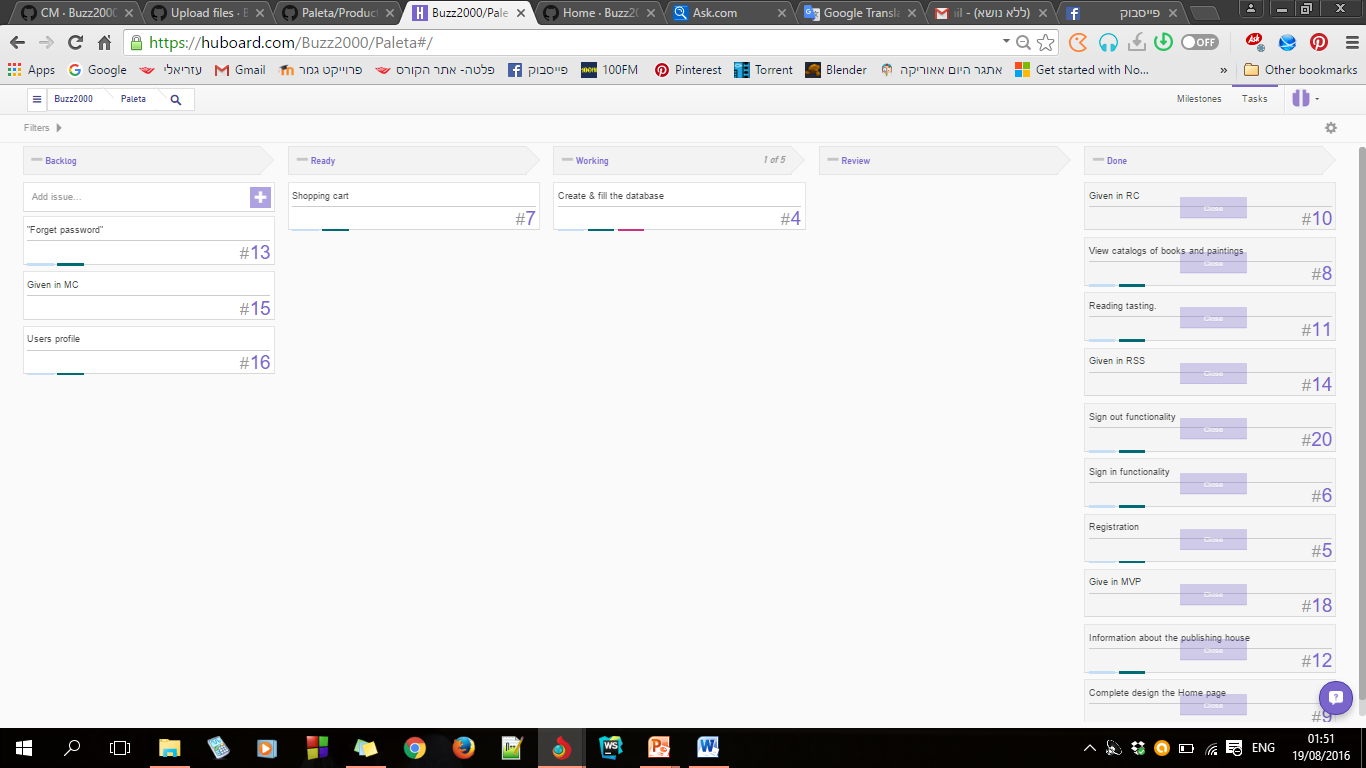 CM · Buzz2000
Upload files · B
Paleta/Product
Buzz2000/Pale
Home · Buzz20
Ask.com
Google Transla
(ללא נושא) - il
פייסבוק
https://huboard.com/Buzz2000/Paleta#/
OFF
Ask
Apps
Google
עזריאלי
Gmail
פרוייקט גמר
פלטה- אתר הקורס
פייסבוק
100FM
Pinterest
Torrent
Blender
אתגר היום אאוריקה
Get started with No...
»
Other bookmarks
Buzz2000
Paleta
Milestones
Tasks
Filters
Backlog
Ready
Working
1 of 5
Review
Done
Add issue...
"Forget password"
#13
Given in MC
#15
Users profile
#16
Shopping cart
#7
Create & fill the database
#4
Given in RC
Close
#10
View catalogs of books and paintings
Close
#8
Reading tasting.
Close
#11
Given in RSS
Close
#14
Sign out functionality
Close
#20
Sign in functionality
Close
#6
Registration
Close
#5
Give in MVP
Close
#18
Information about the publishing house
Close
#12
Complete design the Home page
Close
#9
ENG
01:51
19/08/2016